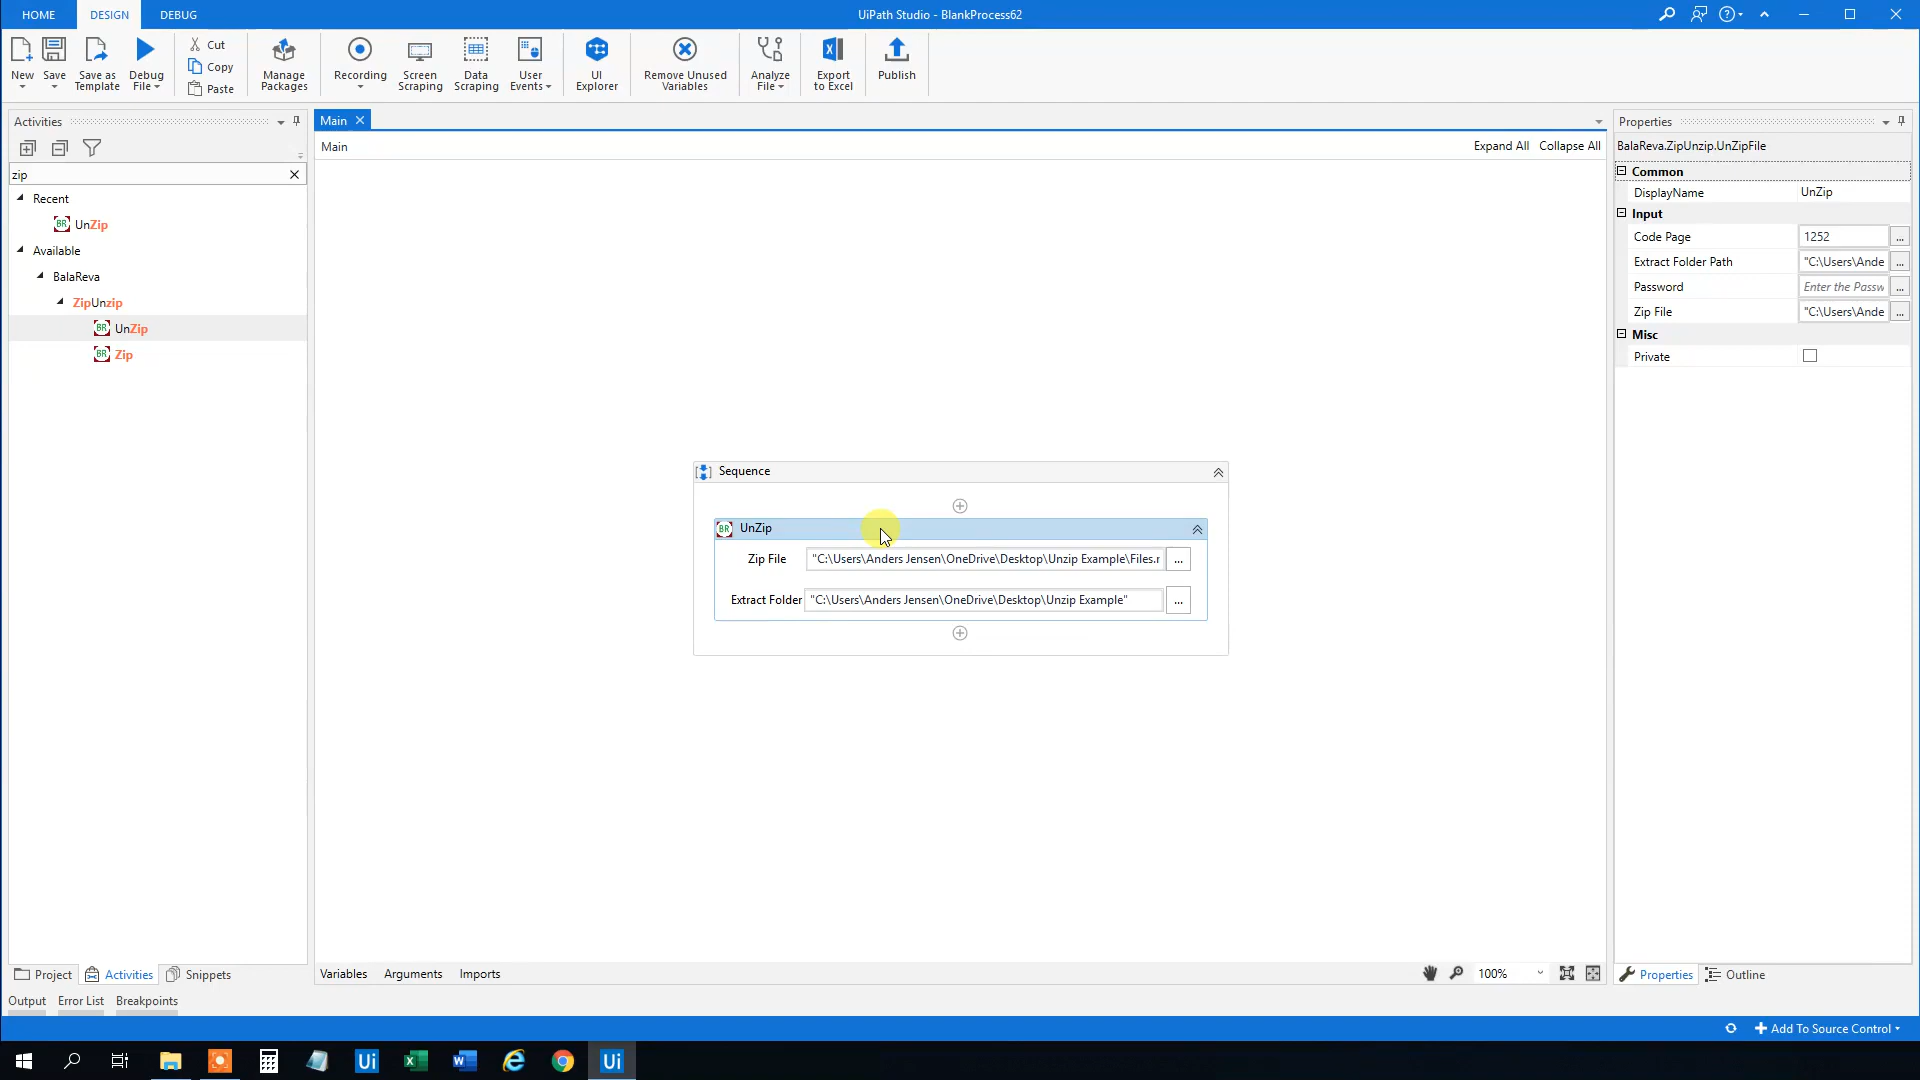 HOME
DESIGN
DEBUG
UiPath Studio - BlankProcess62
New
Save
Save as
Template
Debug
File
Cut
Copy
Paste
Manage
Packages
Recording
Screen
Scraping
Data
Scraping
User
Events
UI
Explorer
Remove Unused
Variables
Analyze
File
Export
to Excel
Publish
Activities
zip
Recent
BR UnZip
Available
BalaReva
ZipUnzip
BR UnZip
BR Zip
Main
Main
Expand All
Collapse All
Sequence
BR UnZip
Zip File
"C:\Users\Anders Jensen\OneDrive\Desktop\Unzip Example\Files.r
...
Extract Folder
"C:\Users\Anders Jensen\OneDrive\Desktop\Unzip Example"
...
Properties
BalaReva.ZipUnzip.UnZipFile
Common
DisplayName
UnZip
Input
Code Page
1252
...
Extract Folder Path
"C:\Users\Ande
...
Password
Enter the Passw
...
Zip File
"C:\Users\Ande
...
Misc
Private
Project
Activities
Snippets
Variables
Arguments
Imports
100%
Properties
Outline
Output
Error List
Breakpoints
Add To Source Control
Ui
Ui